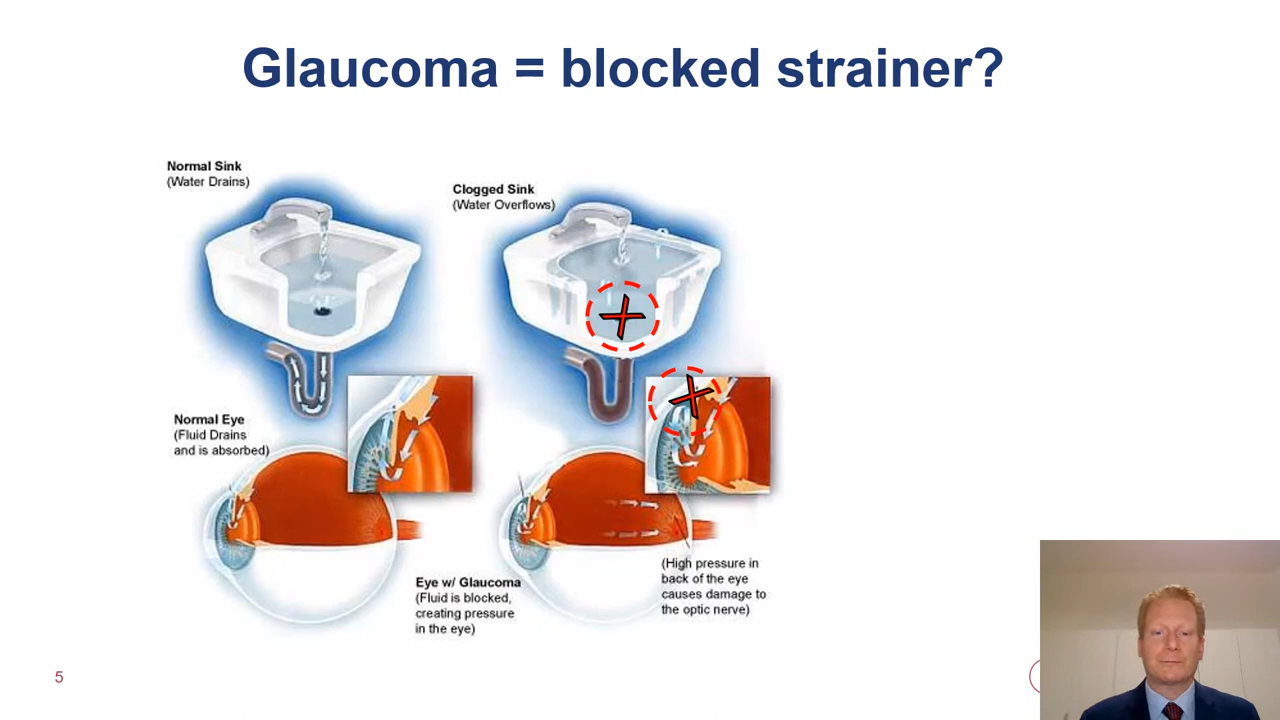 Glaucoma = blocked strainer?
Normal Sink
(Water Drains)
Clogged Sink
(Water Overflows)
Normal Eye
(Fluid Drains
and is absorbed)
Eye w/ Glaucoma
(Fluid is blocked,
creating pressure
in the eye)
(High pressure in
back of the eye
causes damage to
the optic nerve)
5